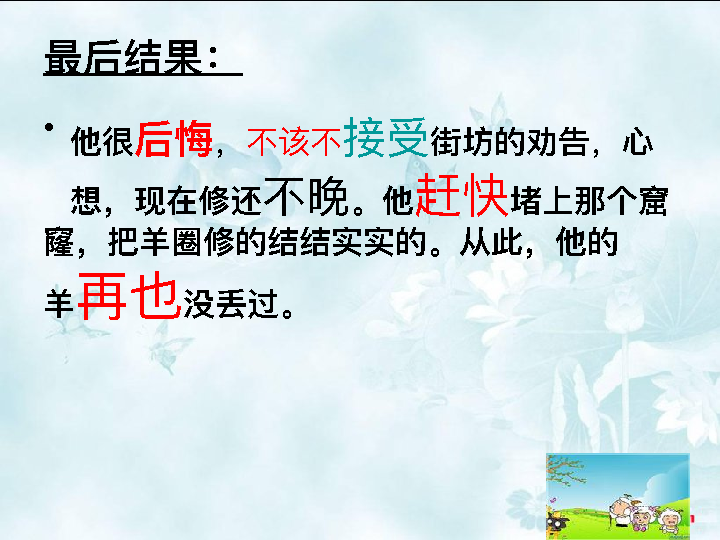 最后结果：
• 他很后悔，不该不接受街坊的劝告，心
想，现在修还不晚。他赶快堵上那个窟
窿，把羊圈修的结结实实的。从此，他的
羊再也没丢过。